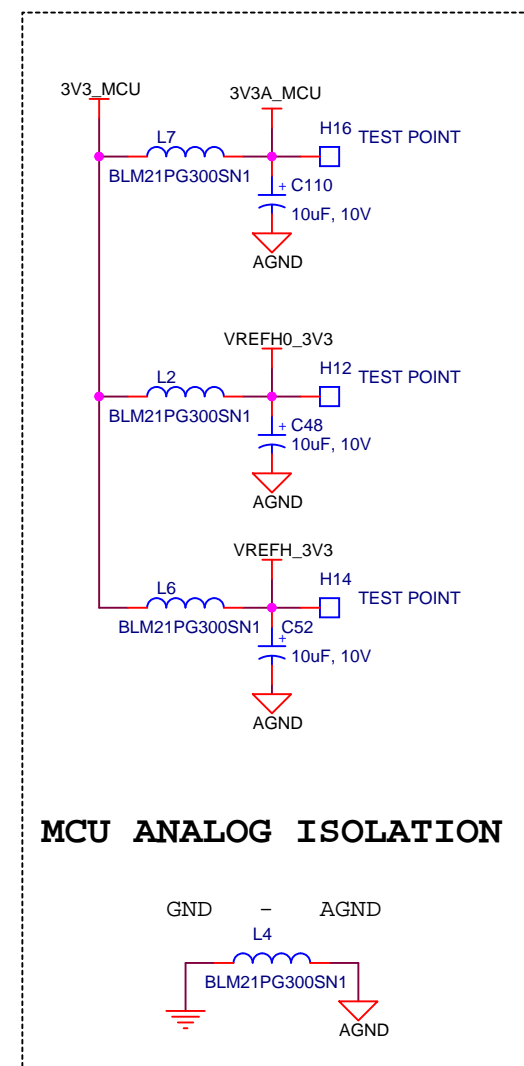 3V3_MCU
3V3A_MCU
L7
H16
TEST POINT
BLM21PG300SN1
+ C110
10uF, 10V
AGND
VREFH0_3V3
L2
H12
TEST POINT
BLM21PG300SN1
+ C48
10uF, 10V
AGND
VREFH_3V3
L6
H14
TEST POINT
BLM21PG300SN1
+ C52
10uF, 10V
AGND
MCU ANALOG ISOLATION
GND - AGND
L4
BLM21PG300SN1
AGND